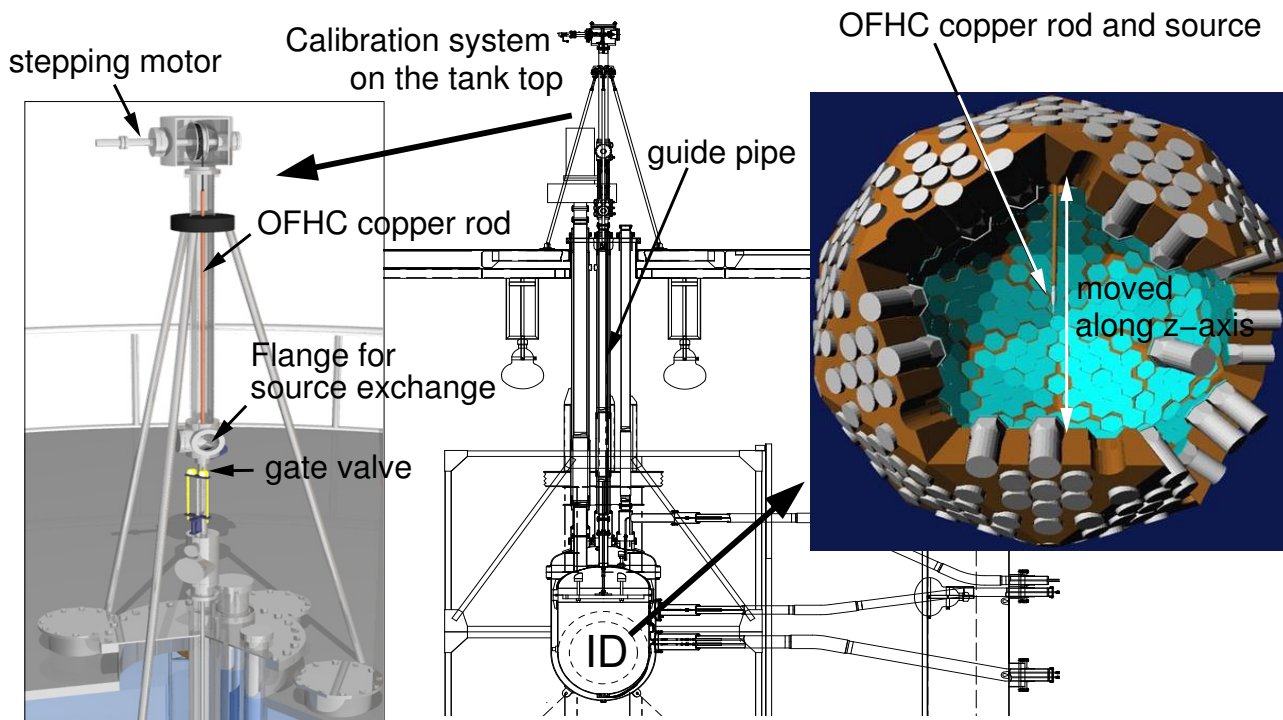 stepping motor
OFHC copper rod
Flange for
source exchange
gate valve
Calibration system
on the tank top
guide pipe
ID
OFHC copper rod and source
moved
along z−axis